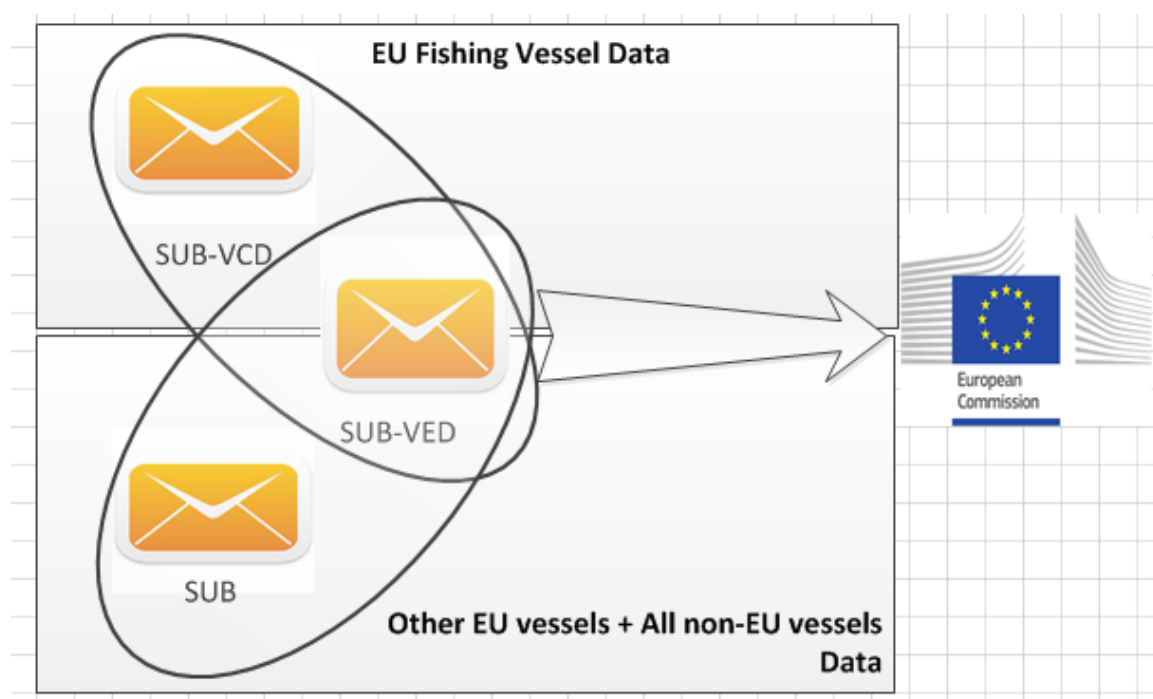 EU Fishing Vessel Data
SUB-VCD
SUB-VED
European
Commission
SUB
Other EU vessels + All non-EU vessels
Data